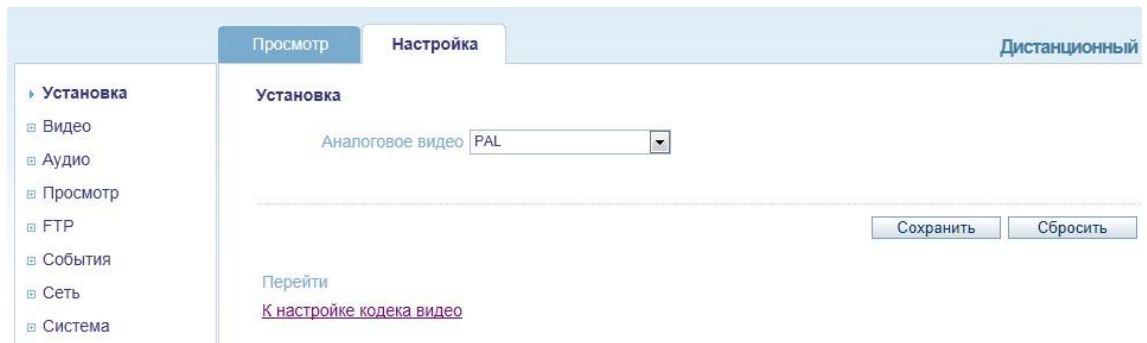 Просмотр
Настройка
Дистанционный
Установка
Видео
Аудио
Просмотр
FTP
События
Сеть
Система
Установка
Аналоговое видео PAL
Сохранить
Сбросить
Перейти
К настройке кодека видео